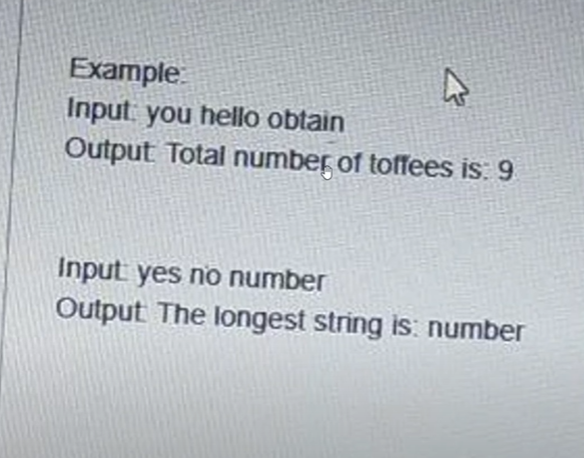 Example:
Input: you hello obtain
Output: Total number of toffees is: 9
Input: yes no number
Output: The longest string is: number